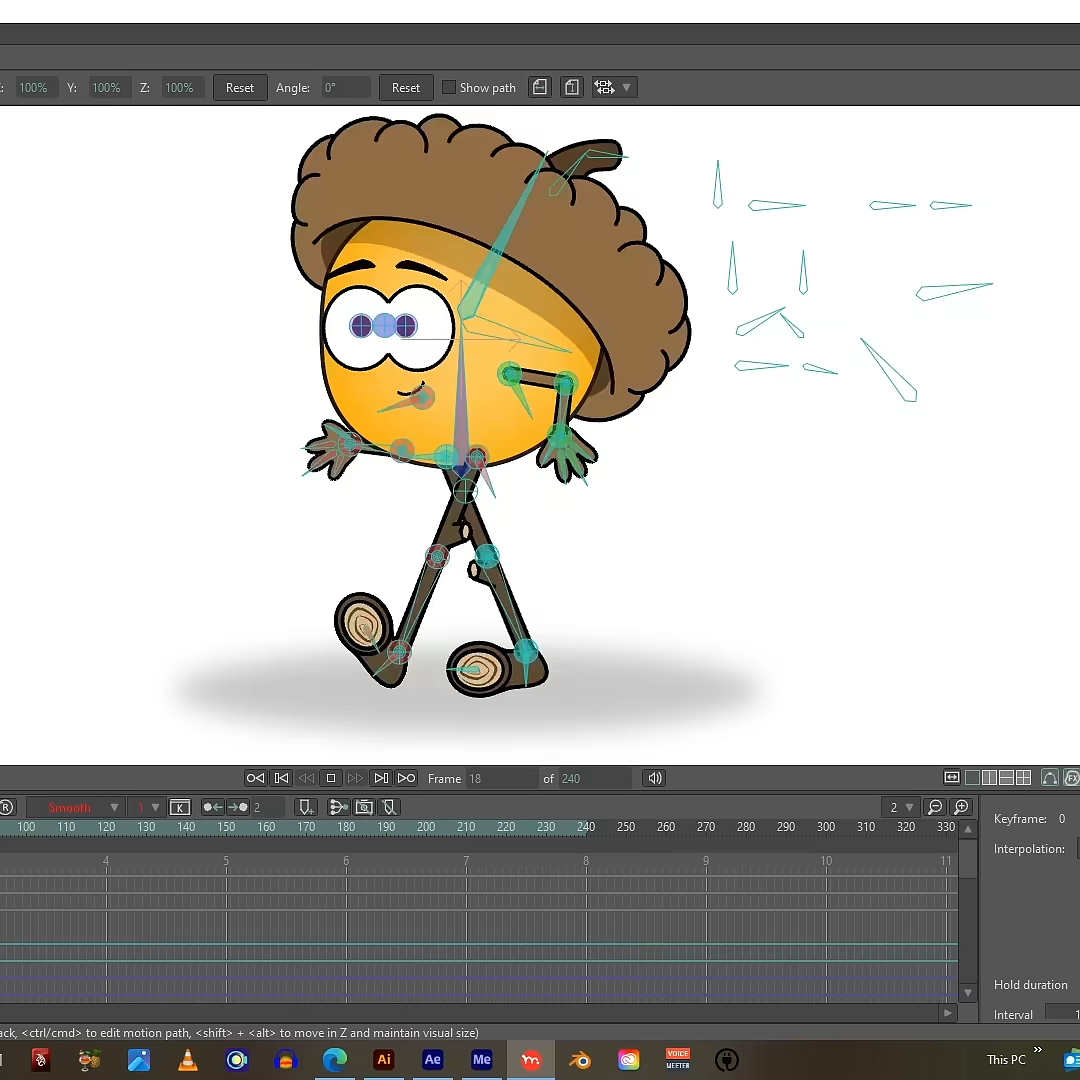 100% Y: 100% Z: 100% Reset Angle: 0° Reset Show path
Frame 18 of 240
R Smooth 1 K 2 2
100 110 120 130 140 150 160 170 180 190 200 210 220 230 240 250 260 270 280 290 300 310 320 330
4 5 6 7 8 9 10 11
FX
Keyframe: 0
Interpolation:
Hold duration
Interval 1
ack, <ctrl/cmd> to edit motion path, <shift> + <alt> to move in Z and maintain visual size)
Ai Ae Me VOICE MEETER This PC